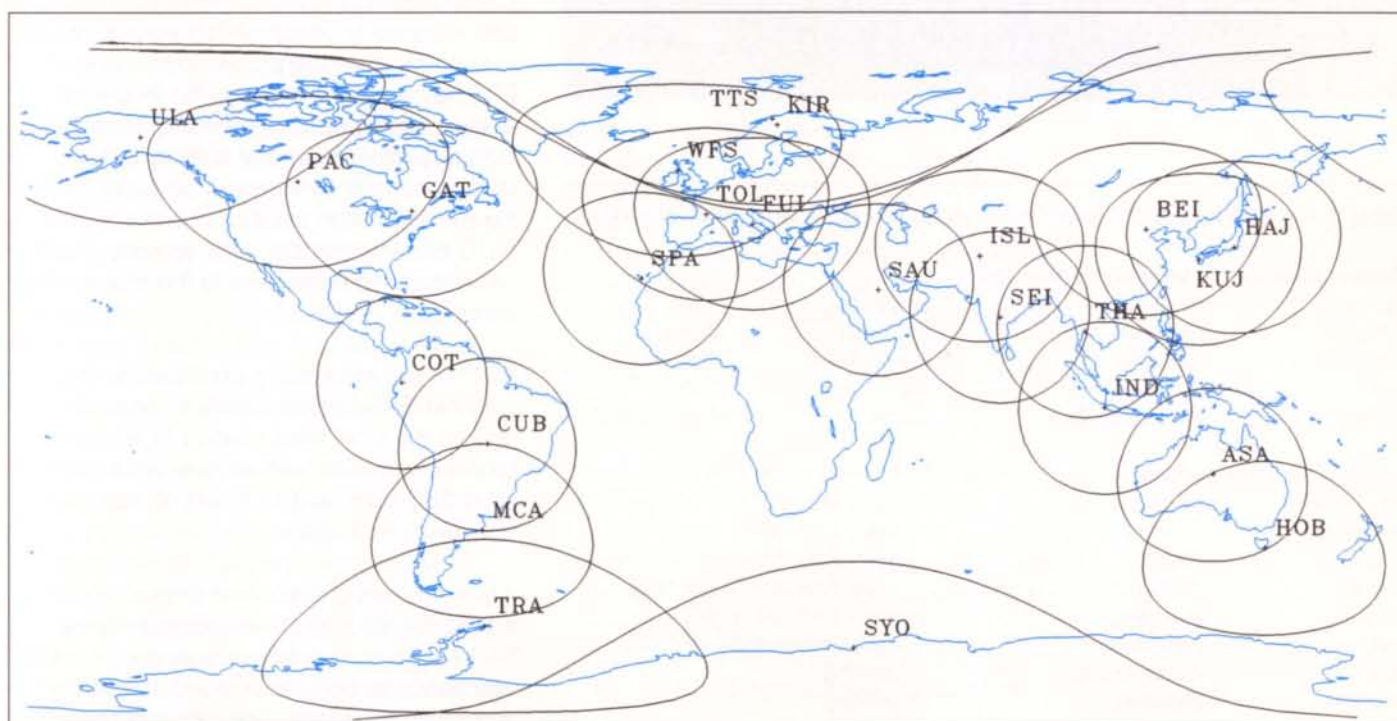 TTS
KIR
ULA
WFS
PAC
GAT
TOL
FUI
BEI
HAJ
ISL
SPA
SAU
KUJ
SEI
THA
COT
IND
CUB
ASA
MCA
HOB
TRA
SYO